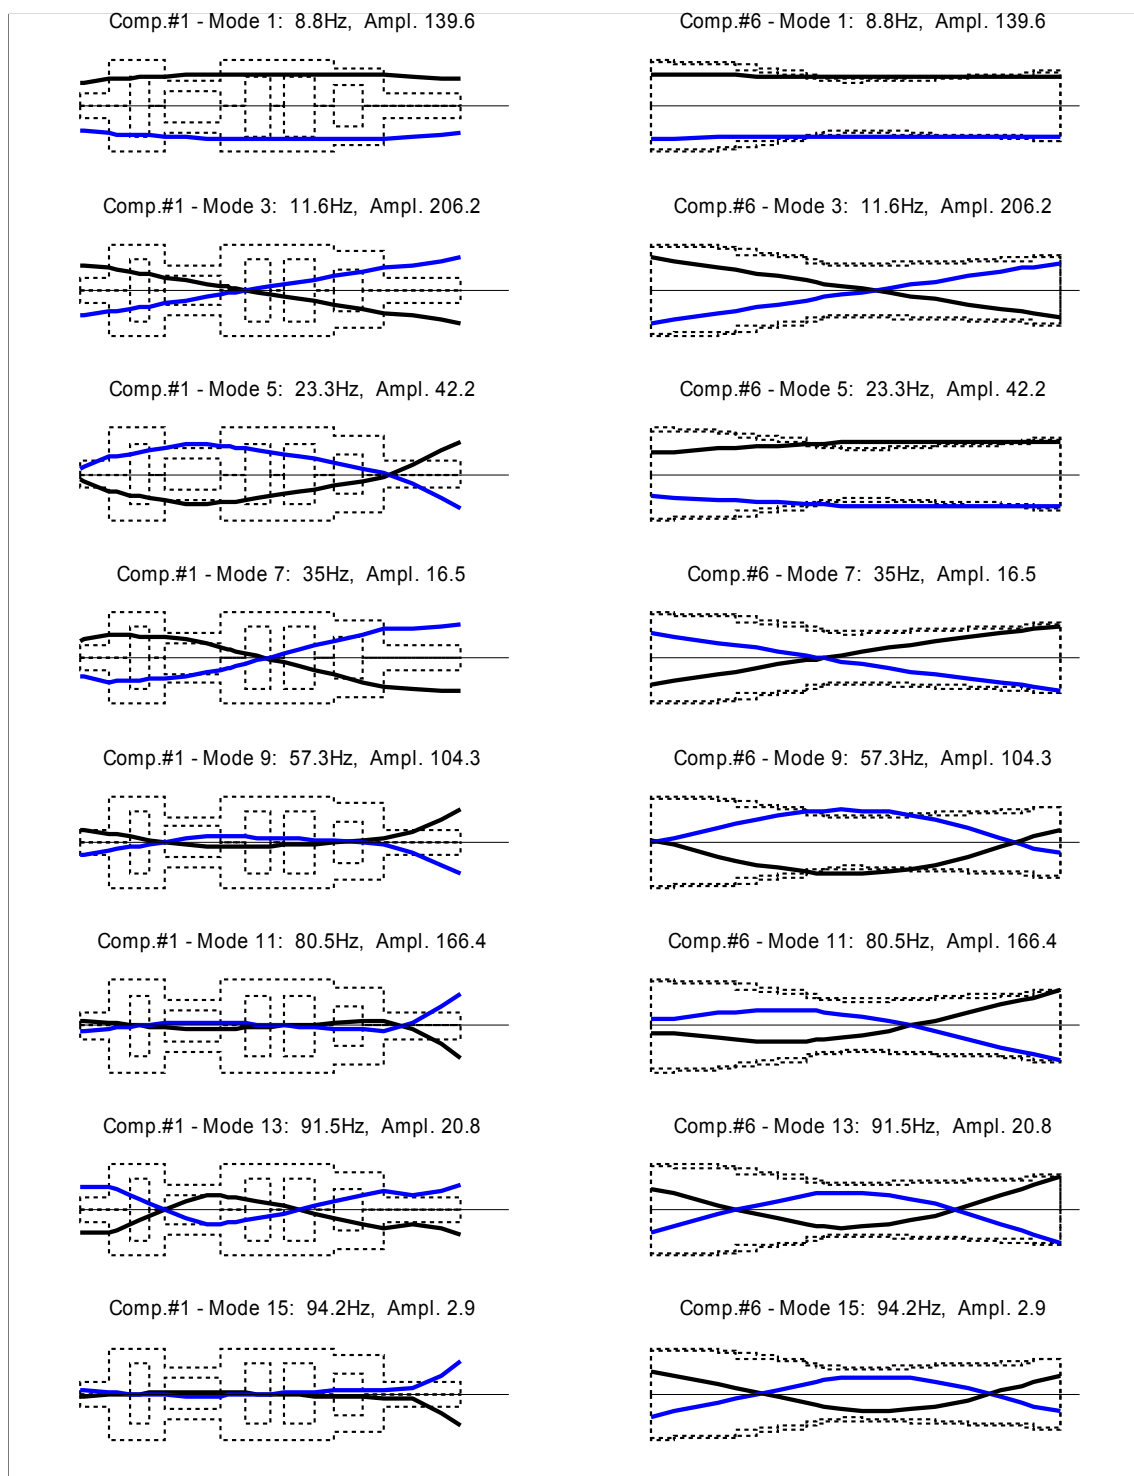 Comp.#1 - Mode 1:  8.8Hz,  Ampl. 139.6
Comp.#6 - Mode 1:  8.8Hz,  Ampl. 139.6
Comp.#1 - Mode 3:  11.6Hz,  Ampl. 206.2
Comp.#6 - Mode 3:  11.6Hz,  Ampl. 206.2
Comp.#1 - Mode 5:  23.3Hz,  Ampl. 42.2
Comp.#6 - Mode 5:  23.3Hz,  Ampl. 42.2
Comp.#1 - Mode 7:  35Hz,  Ampl. 16.5
Comp.#6 - Mode 7:  35Hz,  Ampl. 16.5
Comp.#1 - Mode 9:  57.3Hz,  Ampl. 104.3
Comp.#6 - Mode 9:  57.3Hz,  Ampl. 104.3
Comp.#1 - Mode 11:  80.5Hz,  Ampl. 166.4
Comp.#6 - Mode 11:  80.5Hz,  Ampl. 166.4
Comp.#1 - Mode 13:  91.5Hz,  Ampl. 20.8
Comp.#6 - Mode 13:  91.5Hz,  Ampl. 20.8
Comp.#1 - Mode 15:  94.2Hz,  Ampl. 2.9
Comp.#6 - Mode 15:  94.2Hz,  Ampl. 2.9